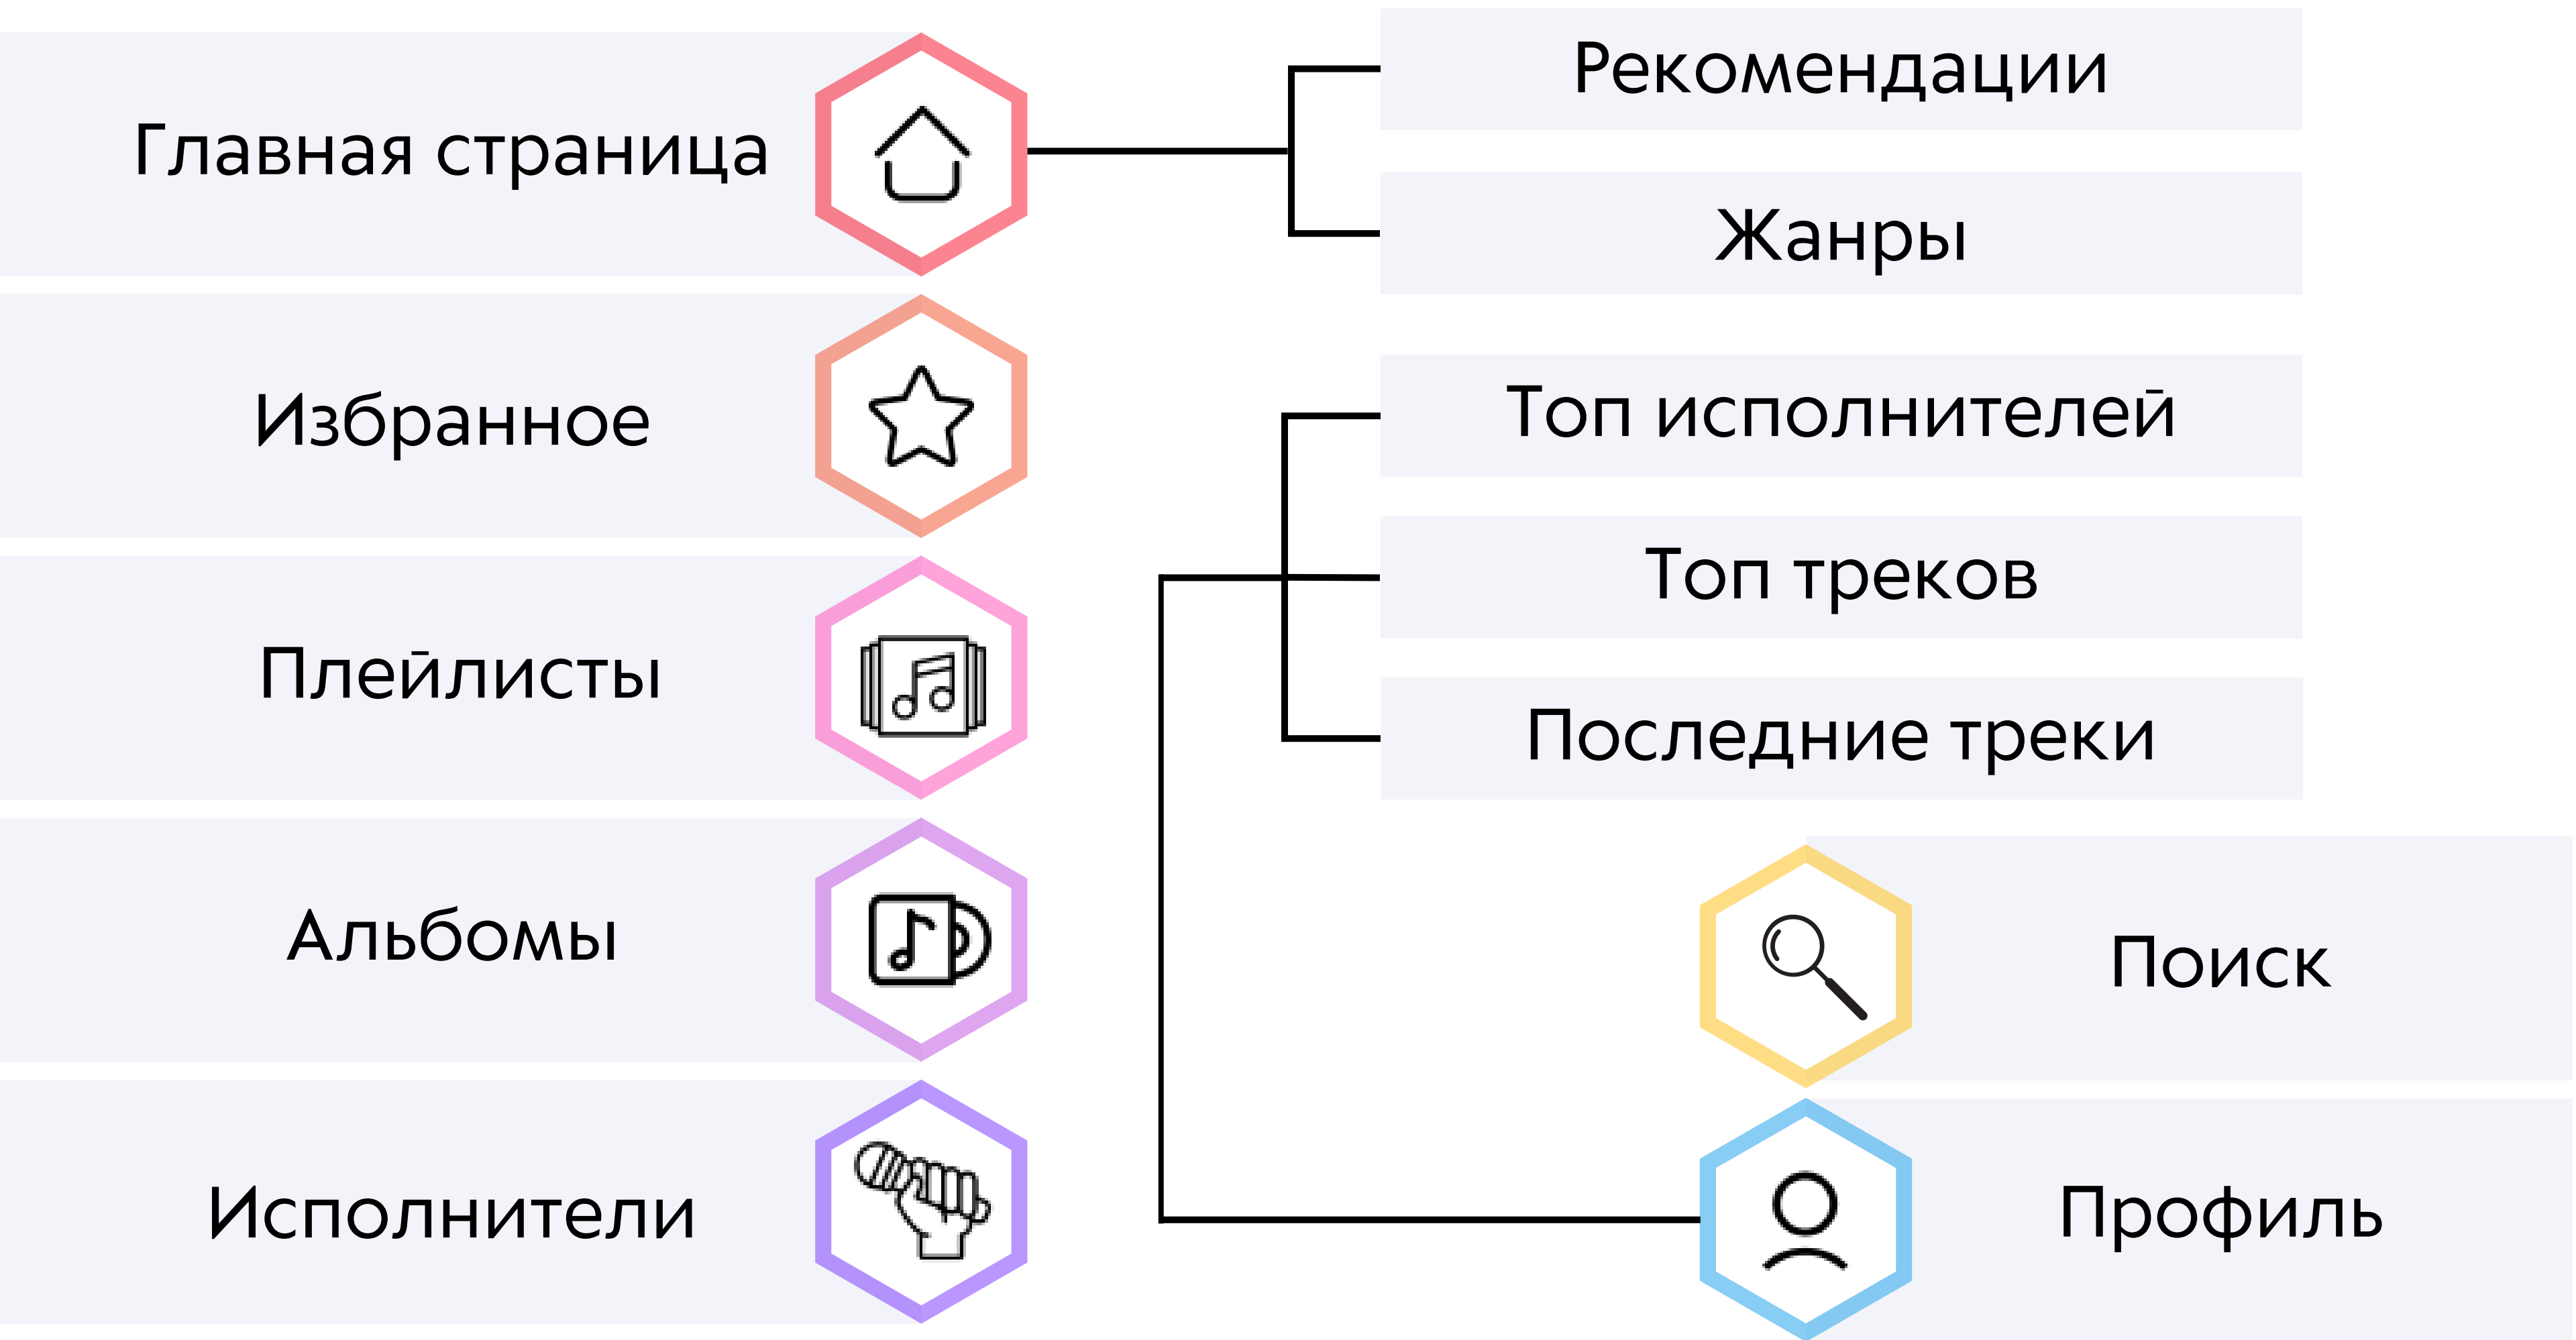 Главная страница
Избранное
Плейлисты
Альбомы
Исполнители
Рекомендации
Жанры
Топ исполнителей
Топ треков
Последние треки
Поиск
Профиль